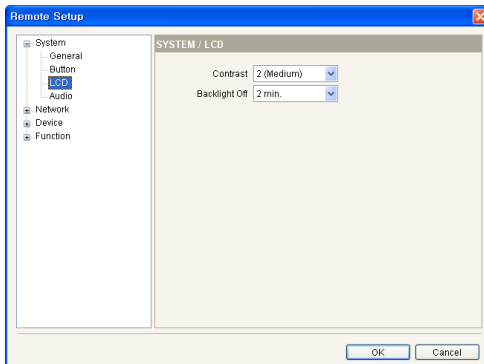 Remote Setup
System
General
Button
LCD
Audio
Network
Device
Function
SYSTEM / LCD
Contrast 2 (Medium)
Backlight Off 2 min.
OK Cancel